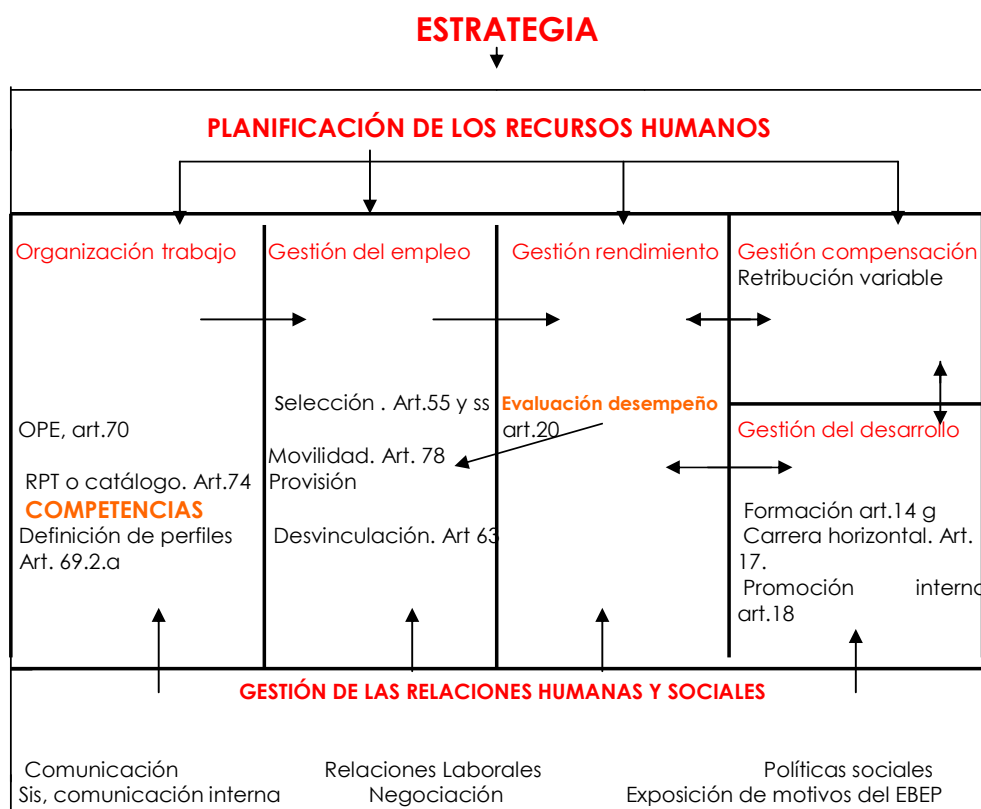 ESTRATEGIA
PLANIFICACIÓN DE LOS RECURSOS HUMANOS
Organización trabajo
OPE, art.70
RPT o catálogo. Art.74
COMPETENCIAS
Definición de perfiles
Art. 69.2.a
Gestión del empleo
Selección . Art.55 y ss
Movilidad. Art. 78
Provisión
Desvinculación. Art 63
Gestión rendimiento
Evaluación desempeño
art.20
Gestión compensación
Retribución variable
Gestión del desarrollo
Formación art.14 g
Carrera horizontal. Art.
17.
Promoción interna
art.18
GESTIÓN DE LAS RELACIONES HUMANAS Y SOCIALES
Comunicación
Sis, comunicación interna
Relaciones Laborales
Negociación
Políticas sociales
Exposición de motivos del EBEP